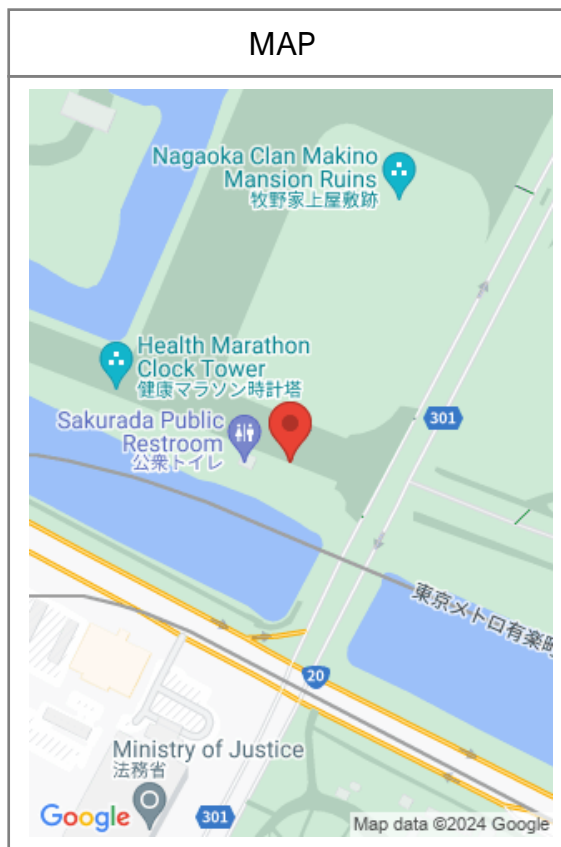 MAP
Nagaoka Clan Makino
Mansion Ruins
牧野家上屋敷跡
Health Marathon
Clock Tower
健康マラソン時計塔
301
Sakurada Public
Restroom
公衆トイレ
東京メトロ有楽町
20
Ministry of Justice
法務省
301
Google
Map data ©2024 Google